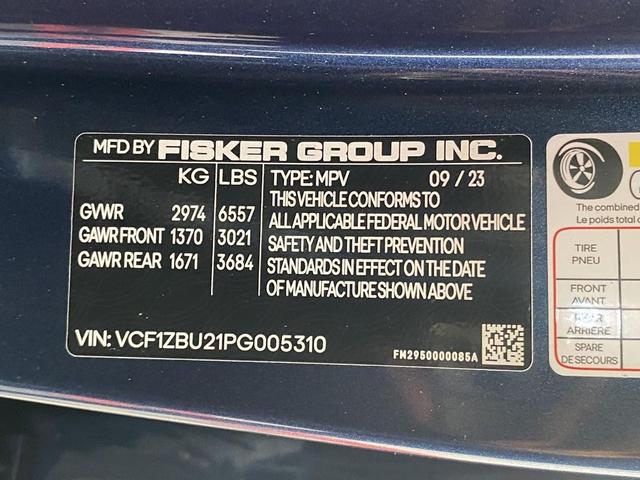 MFD BY FISKER GROUP INC.
KG LBS TYPE: MPV 09 / 23
GVWR 2974 6557
GAWR FRONT 1370 3021
GAWR REAR 1671 3684
THIS VEHICLE CONFORMS TO
ALL APPLICABLE FEDERAL MOTOR VEHICLE
SAFETY AND THEFT PREVENTION
STANDARDS IN EFFECT ON THE DATE
OF MANUFACTURE SHOWN ABOVE
VIN: VCF1ZBU21PG005310
FM2950000085A
The combined
Le poids total
TIRE
PNEU
FRONT
AVANT
REAR
ARRIÈRE
SPARE
DE SECOURS